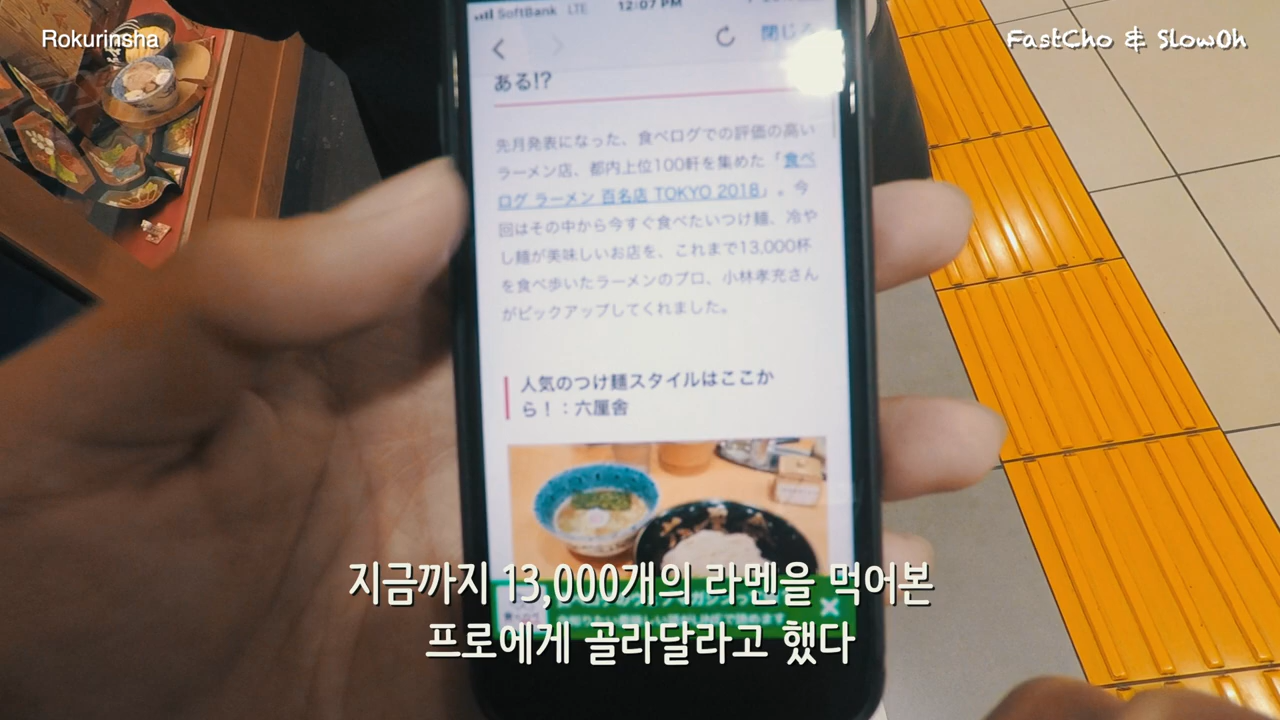 Rokurinsha
FastCho & SlowOh
SoftBank LTE 12:07 PM
閉じる
ある!?
先月発表になった、食べログでの評価の高い
ラーメン店、都内上位100軒を集めた「食べ
ログ ラーメン 百名店 TOKYO 2018」。今
回はその中から今すぐ食べたいつけ麺、冷や
し麺が美味しいお店を、これまで13,000杯
を食べ歩いたラーメンのプロ、小林孝充さん
がピックアップしてくれました。
人気のつけ麺スタイルはここか
ら！：六厘舎
지금까지 13,000개의 라멘을 먹어본
프로에게 골라달라고 했다